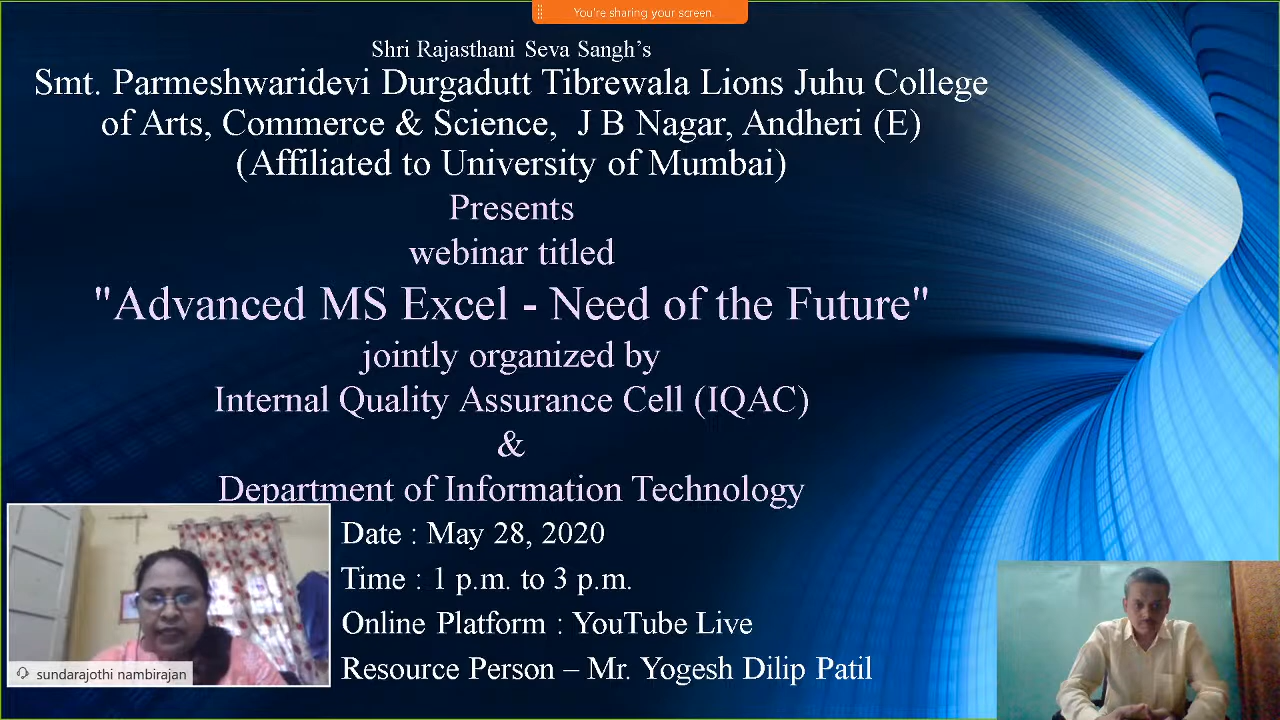 You're sharing your screen.
Shri Rajasthani Seva Sangh’s
Smt. Parmeshwaridevi Durgadutt Tibrewala Lions Juhu College
of Arts, Commerce & Science, J B Nagar, Andheri (E)
(Affiliated to University of Mumbai)
Presents
webinar titled
"Advanced MS Excel - Need of the Future"
jointly organized by
Internal Quality Assurance Cell (IQAC)
&
Department of Information Technology
Date : May 28, 2020
Time : 1 p.m. to 3 p.m.
Online Platform : YouTube Live
Resource Person – Mr. Yogesh Dilip Patil
sundarajothi nambirajan